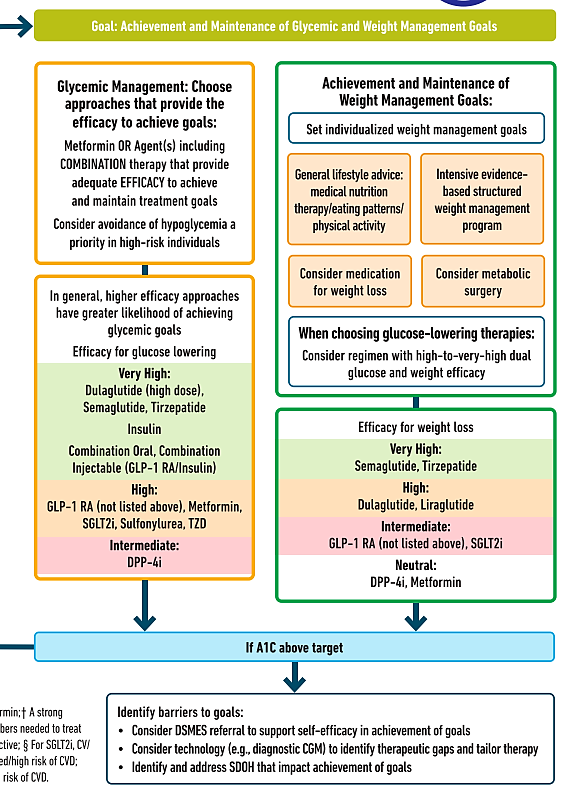 Goal: Achievement and Maintenance of Glycemic and Weight Management Goals
Glycemic Management: Choose
approaches that provide the
efficacy to achieve goals:
Metformin OR Agent(s) including
COMBINATION therapy that provide
adequate EFFICACY to achieve
and maintain treatment goals
Consider avoidance of hypoglycemia a
priority in high-risk individuals
In general, higher efficacy approaches
have greater likelihood of achieving
glycemic goals
Efficacy for glucose lowering
Very High:
Dulaglutide (high dose),
Semaglutide, Tirzepatide
Insulin
Combination Oral, Combination
Injectable (GLP-1 RA/Insulin)
High:
GLP-1 RA (not listed above), Metformin,
SGLT2i, Sulfonylurea, TZD
Intermediate:
DPP-4i
Achievement and Maintenance of
Weight Management Goals:
Set individualized weight management goals
General lifestyle advice:
medical nutrition
therapy/eating patterns/
physical activity
Intensive evidence-
based structured
weight management
program
Consider medication
for weight loss
Consider metabolic
surgery
When choosing glucose-lowering therapies:
Consider regimen with high-to-very-high dual
glucose and weight efficacy
Efficacy for weight loss
Very High:
Semaglutide, Tirzepatide
High:
Dulaglutide, Liraglutide
Intermediate:
GLP-1 RA (not listed above), SGLT2i
Neutral:
DPP-4i, Metformin
If A1C above target
rmin;† A strong
bers needed to treat
ctive; § For SGLT2i, CV/
ed/high risk of CVD;
risk of CVD.
Identify barriers to goals:
• Consider DSMES referral to support self-efficacy in achievement of goals
• Consider technology (e.g., diagnostic CGM) to identify therapeutic gaps and tailor therapy
• Identify and address SDOH that impact achievement of goals